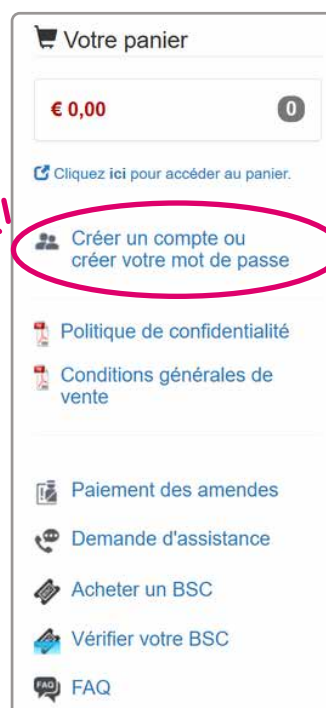 Votre panier
€ 0,00 0
Cliquez ici pour accéder au panier.
Créer un compte ou
créer votre mot de passe
Politique de confidentialité
Conditions générales de
vente
Paiement des amendes
Demande d'assistance
Acheter un BSC
Vérifier votre BSC
FAQ FAQ